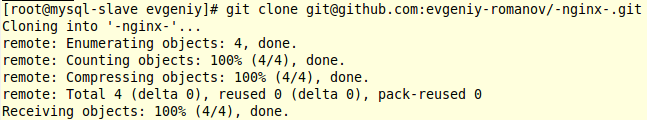 [root@mysql-slave evgeniy]# git clone git@github.com:evgeniy-romanov/-nginx-.git
Cloning into '-nginx-'...
remote: Enumerating objects: 4, done.
remote: Counting objects: 100% (4/4), done.
remote: Compressing objects: 100% (4/4), done.
remote: Total 4 (delta 0), reused 0 (delta 0), pack-reused 0
Receiving objects: 100% (4/4), done.